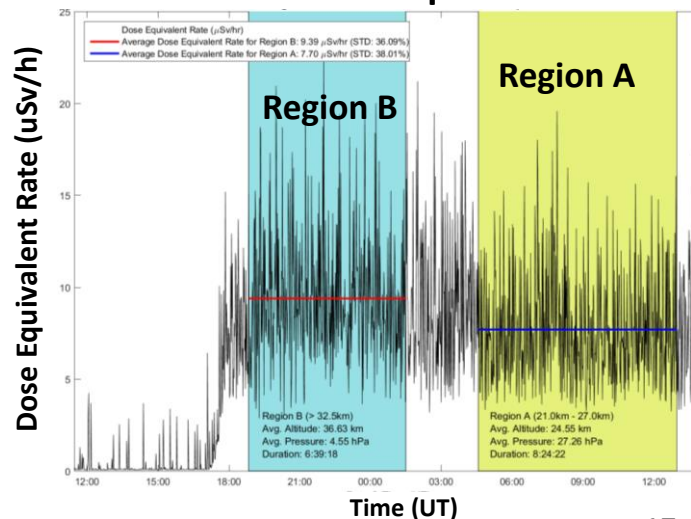 25
Dose Equivalent Rate (μSv/hr)
Average Dose Equivalent Rate for Region B: 9.39 μSv/hr (STD: 36.09%)
Average Dose Equivalent Rate for Region A: 7.70 μSv/hr (STD: 38.01%)
Region B
Region A
Dose Equivalent Rate (uSv/h)
20
15
10
5
0
Region B (> 32.5km)
Avg. Altitude: 36.63 km
Avg. Pressure: 4.55 hPa
Duration: 6:39:18
Region A (21.0km - 27.0km)
Avg. Altitude: 24.55 km
Avg. Pressure: 27.26 hPa
Duration: 8:24:22
12:00 15:00 18:00 21:00 00:00 03:00 06:00 09:00 12:00
Time (UT)